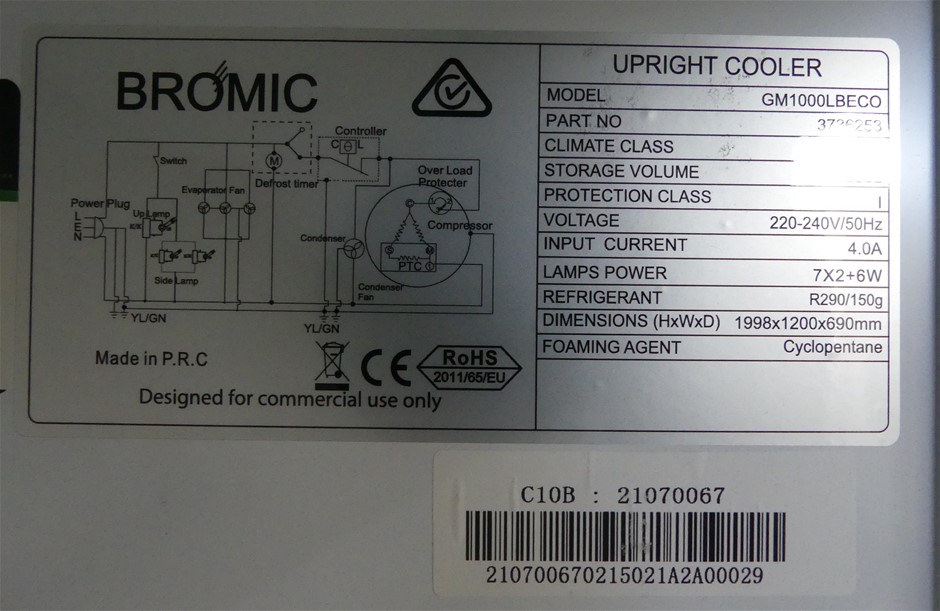 BROMIC
Controller
C L
Switch
M
Defrost timer
Over Load
Protecter
Evaporator Fan
Power Plug
L
E
N
Up Lamp
Compressor
Condenser
PTC
Side Lamp
Condenser
Fan
YL/GN
YL/GN
Made in P.R.C
CE
RoHS
2011/65/EU
Designed for commercial use only
UPRIGHT COOLER
MODEL GM1000LBECO
PART NO 3736253
CLIMATE CLASS
STORAGE VOLUME
PROTECTION CLASS I
VOLTAGE 220-240V/50Hz
INPUT CURRENT 4.0A
LAMPS POWER 7X2+6W
REFRIGERANT R290/150g
DIMENSIONS (HxWxD) 1998x1200x690mm
FOAMING AGENT Cyclopentane
C10B : 21070067
210700670215021A2A00029